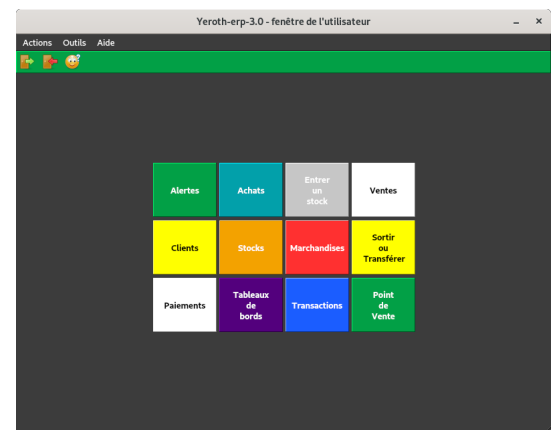 Yeroth-erp-3.0 - fenêtre de l'utilisateur
Actions Outils Aide
Alertes
Achats
Entrer
un
stock
Ventes
Clients
Stocks
Marchandises
Sortir
ou
Transférer
Paiements
Tableaux
de
bords
Transactions
Point
de
Vente